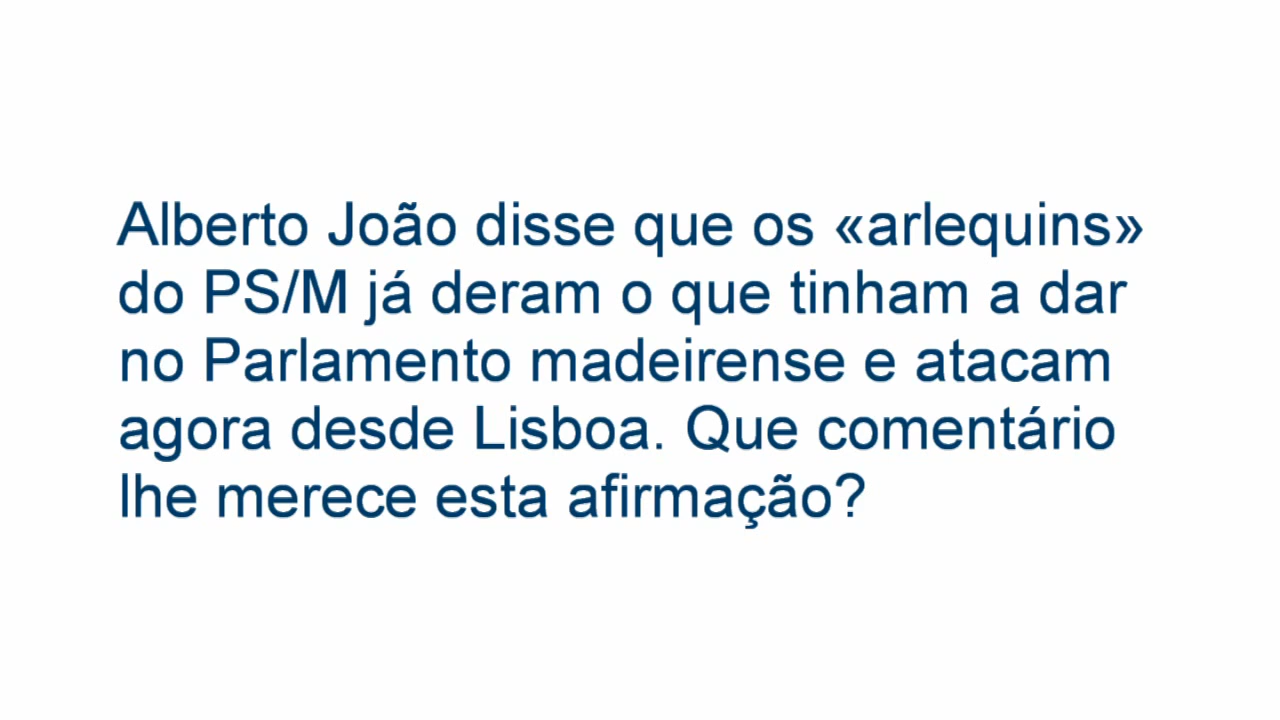 Alberto João disse que os «arlequins»
do PS/M já deram o que tinham a dar
no Parlamento madeirense e atacam
agora desde Lisboa. Que comentário
lhe merece esta afirmação?